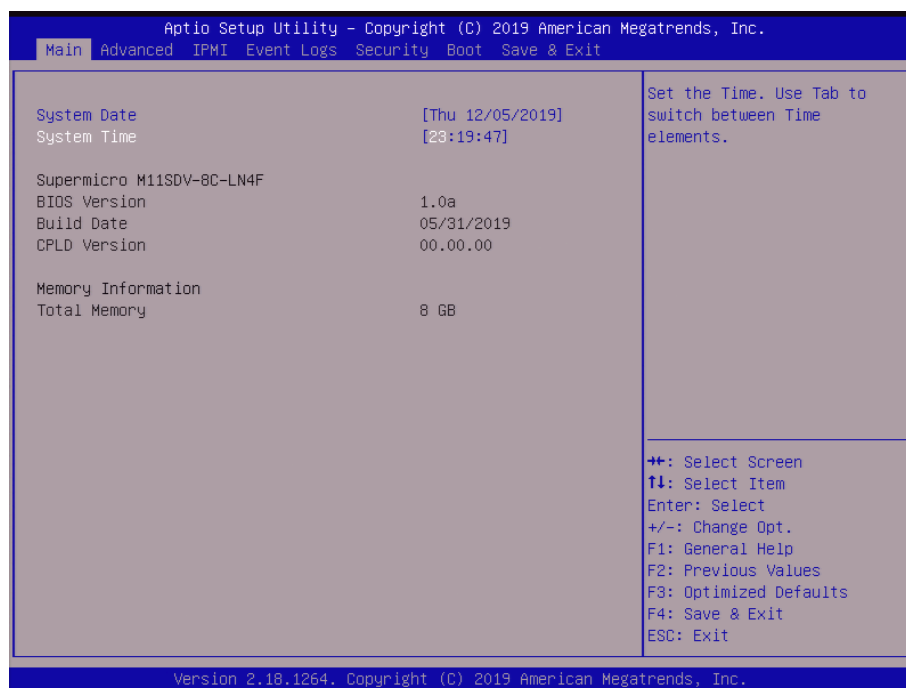 Aptio Setup Utility – Copyright (C) 2019 American Megatrends, Inc.
Main Advanced IPMI Event Logs Security Boot Save & Exit
System Date [Thu 12/05/2019]
System Time [23:19:47]
Supermicro M11SDV-8C-LN4F
BIOS Version 1.0a
Build Date 05/31/2019
CPLD Version 00.00.00
Memory Information
Total Memory 8 GB
Set the Time. Use Tab to
switch between Time
elements.
→←: Select Screen
↑↓: Select Item
Enter: Select
+/-: Change Opt.
F1: General Help
F2: Previous Values
F3: Optimized Defaults
F4: Save & Exit
ESC: Exit
Version 2.18.1264. Copyright (C) 2019 American Megatrends, Inc.